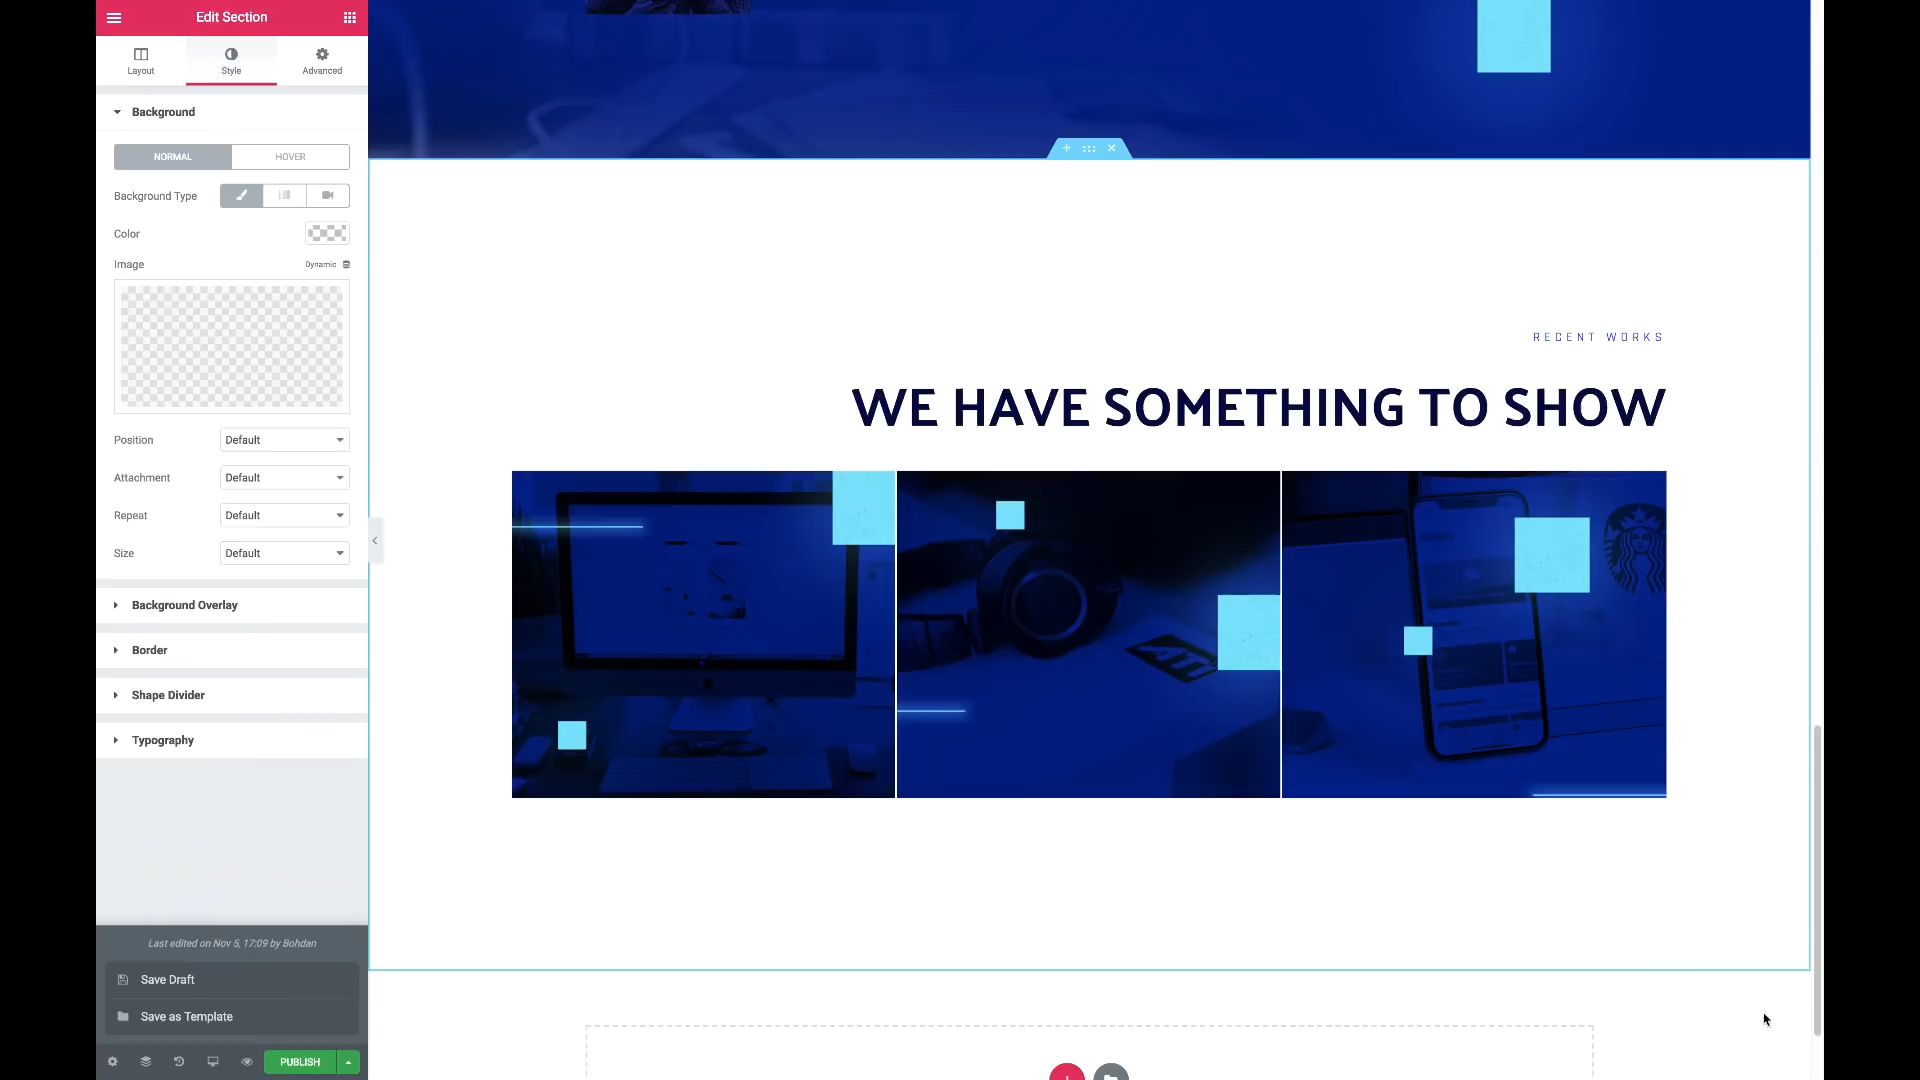 Edit Section
Layout
Style
Advanced
Background
NORMAL
HOVER
Background Type
Color
Image
Dynamic
Position
Default
Attachment
Default
Repeat
Default
Size
Default
Background Overlay
Border
Shape Divider
Typography
Last edited on Nov 5, 17:09 by Bohdan
Save Draft
Save as Template
PUBLISH
RECENT WORKS
WE HAVE SOMETHING TO SHOW